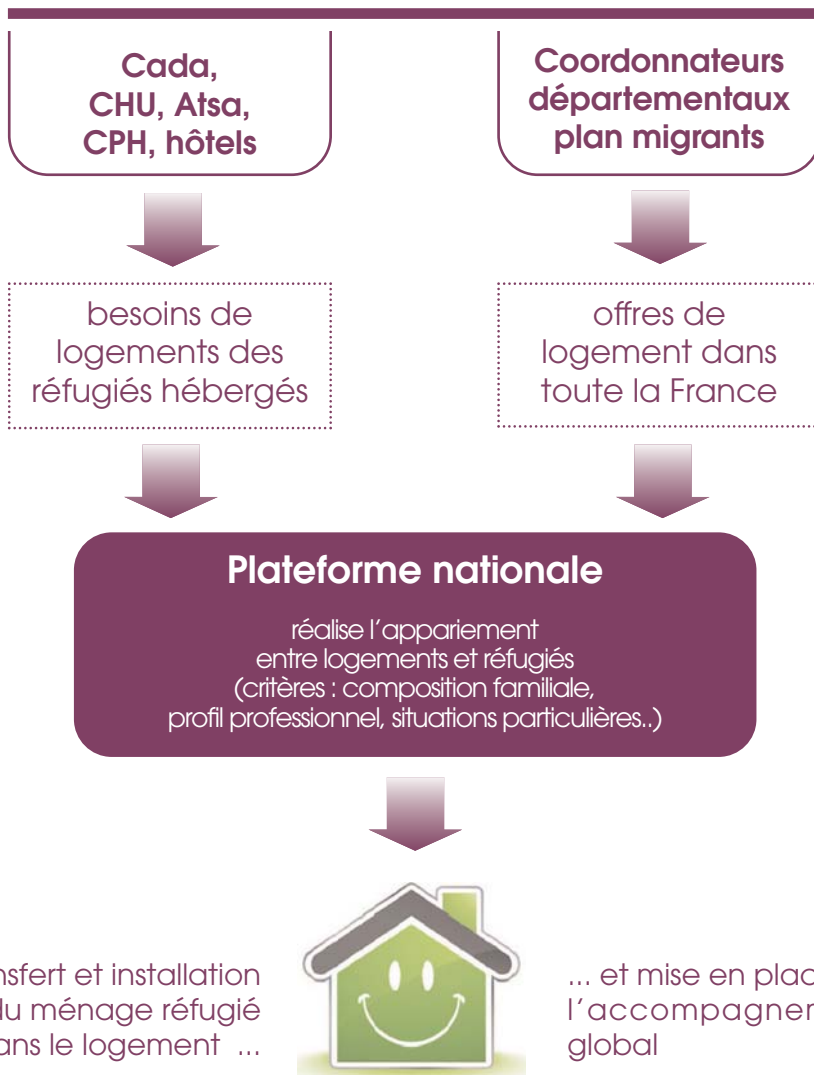 Cada,
CHU, Atsa,
CPH, hôtels
Coordonnateurs
départementaux
plan migrants
besoins de
logements des
réfugiés hébergés
offres de
logement dans
toute la France
Plateforme nationale
réalise l'appariement
entre logements et réfugiés
(critères : composition familiale,
profil professionnel, situations particulières..)
nsfert et installation
du ménage réfugié
ans le logement ...
... et mise en plac
l'accompagner
global